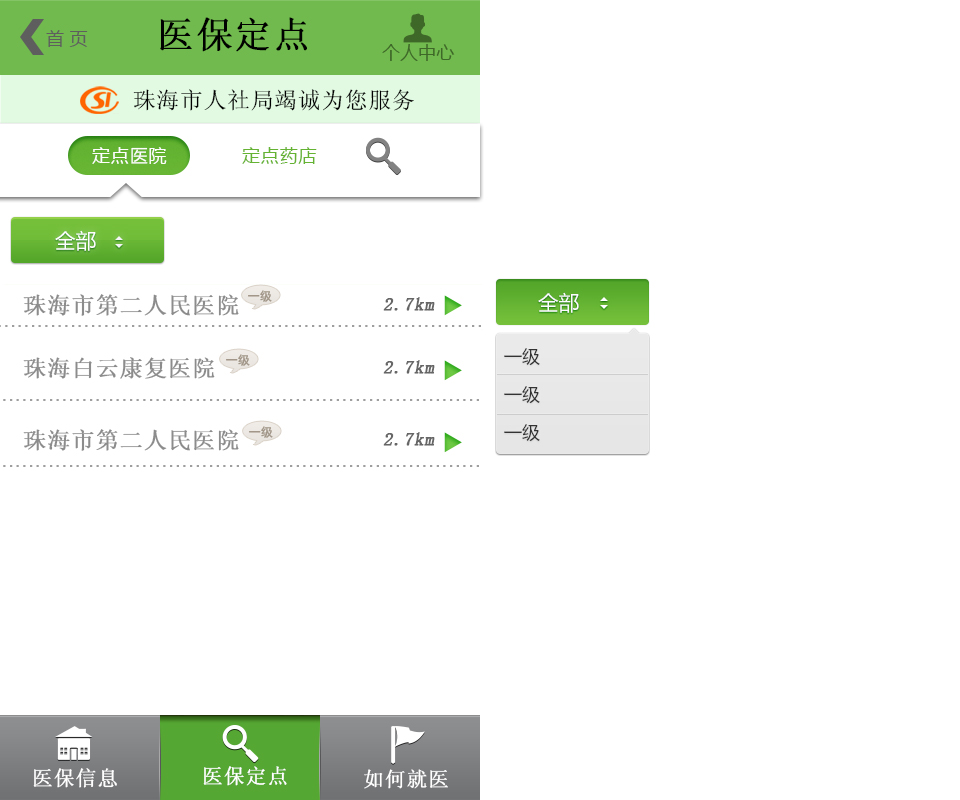 首页
医保定点
个人中心
珠海市人社局竭诚为您服务
定点医院
定点药店
全部
珠海市第二人民医院 一级 2.7km
珠海白云康复医院 一级 2.7km
珠海市第二人民医院 一级 2.7km
全部
一级
一级
一级
医保信息
医保定点
如何就医